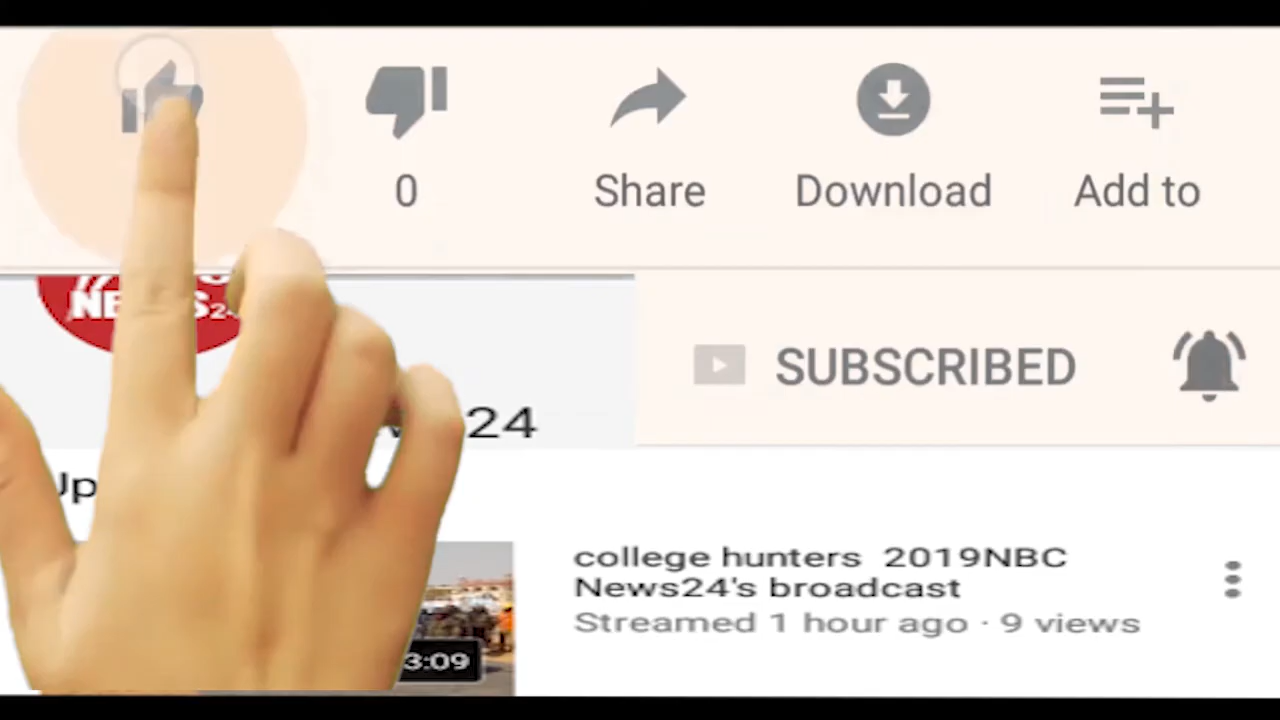 0
Share
Download
Add to
SUBSCRIBED
24
Up
college hunters 2019NBC
News24's broadcast
Streamed 1 hour ago · 9 views
3:09